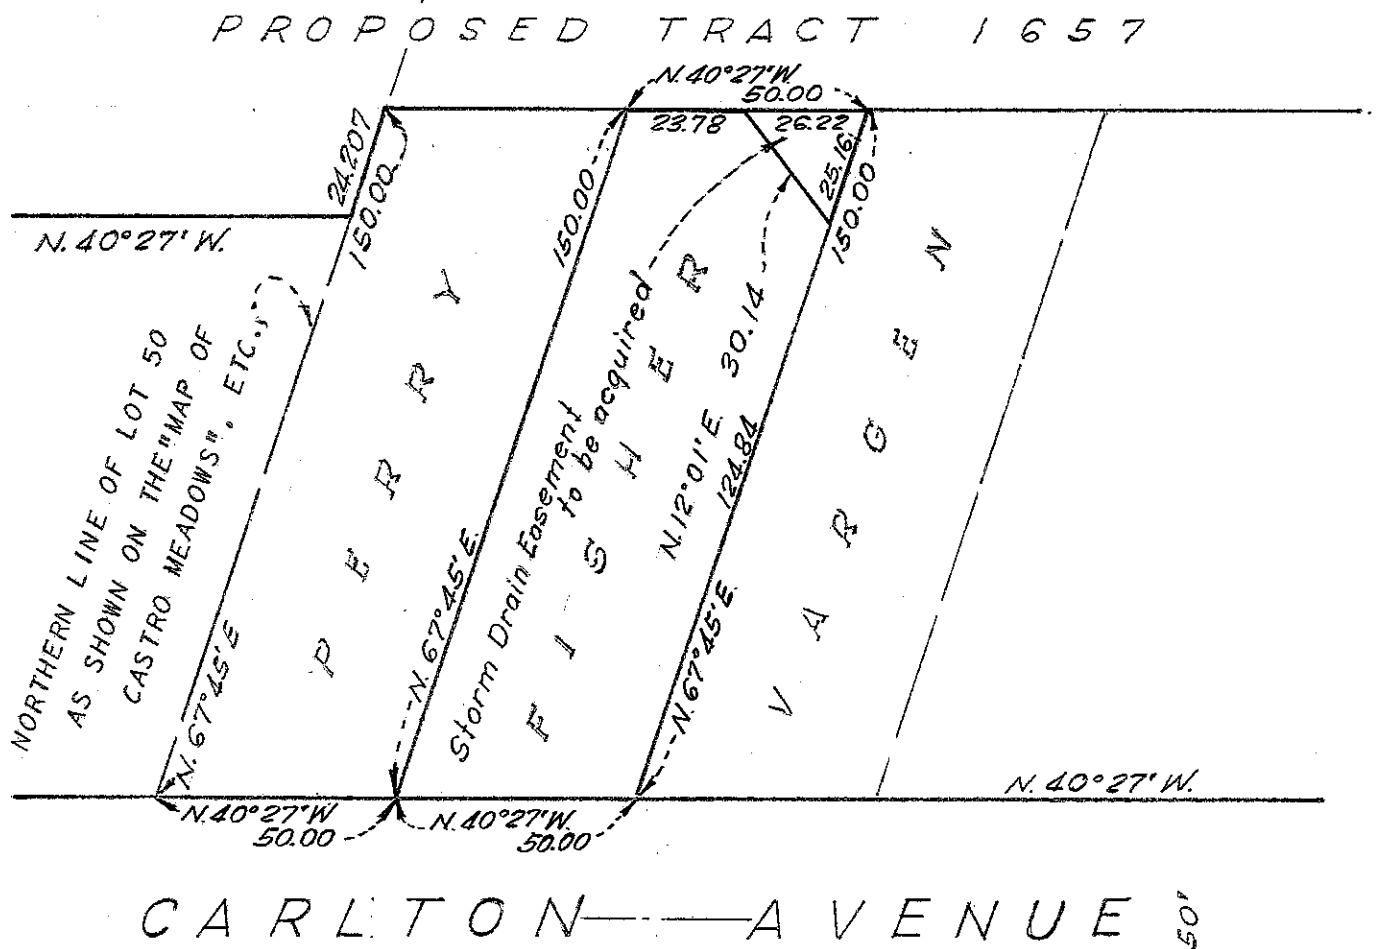 PROPOSED TRACT 1657
N. 40°27' W.
50.00
23.78
26.22
25.16
150.00
24.207
150.00
150.00
N. 40°27' W.
NORTHERN LINE OF LOT 50
AS SHOWN ON THE "MAP OF
CASTRO MEADOWS", ETC.,
N. 67°45' E
PERRY
N. 67°45' E.
Storm Drain Easement
to be acquired
FISHER
N. 12°01' E. 30.14
124.84
N. 67°45' E.
VARGEN
N. 40°27' W
50.00
N. 40°27' W.
50.00
N. 40°27' W.
CARLTON AVENUE
50'